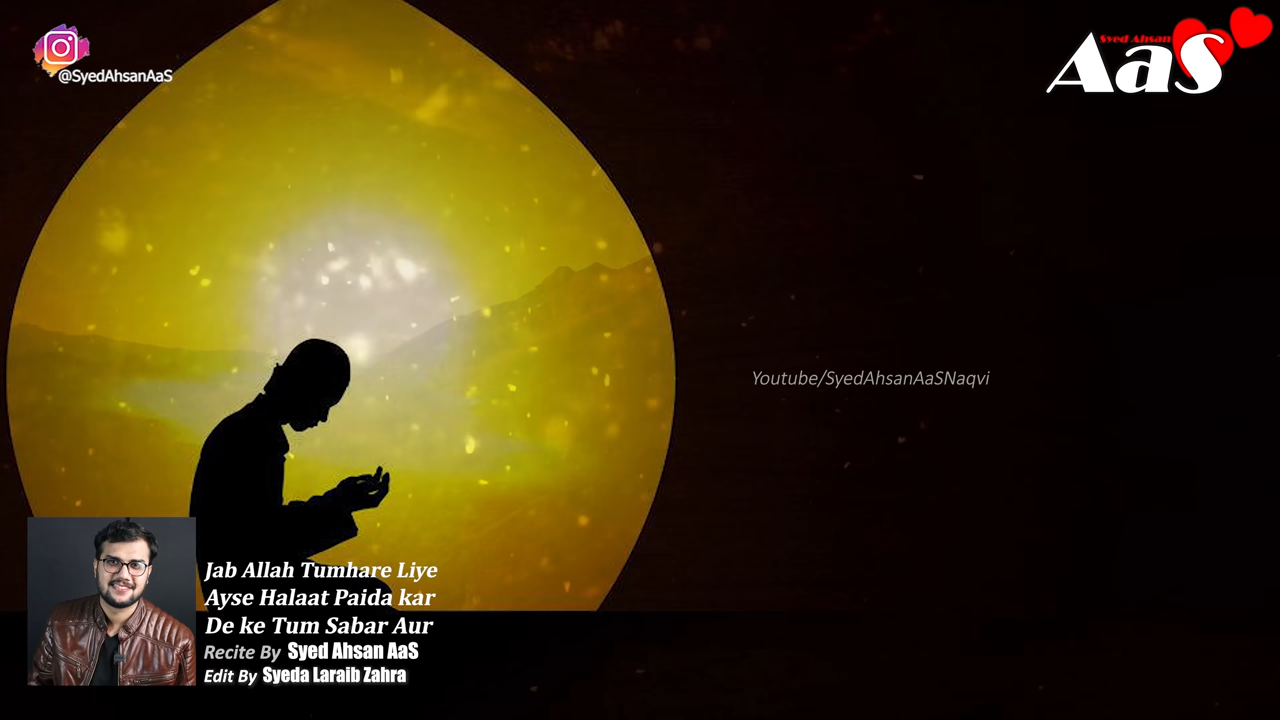 @SyedAhsanAaS
Syed Ahsan
AaS
Youtube/SyedAhsanAaSNaqvi
Jab Allah Tumhare Liye
Ayse Halaat Paida kar
De ke Tum Sabar Aur
Recite By Syed Ahsan AaS
Edit By Syeda Laraib Zahra